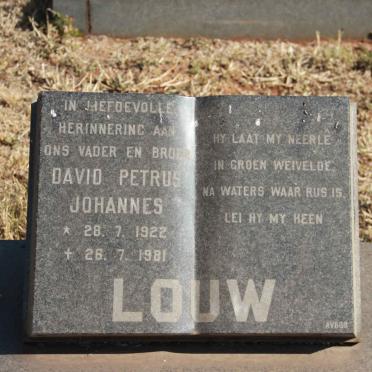 IN LIEFDEVOLLE
HERINNERING AAN
ONS VADER EN BROER
DAVID PETRUS
JOHANNES
* 28. 7. 1922
+ 26. 7. 1981
HY LAAT MY NEERLÊ
IN GROEN WEIVELDE,
NA WATERS WAAR RUS IS,
LEI HY MY HEEN
LOUW